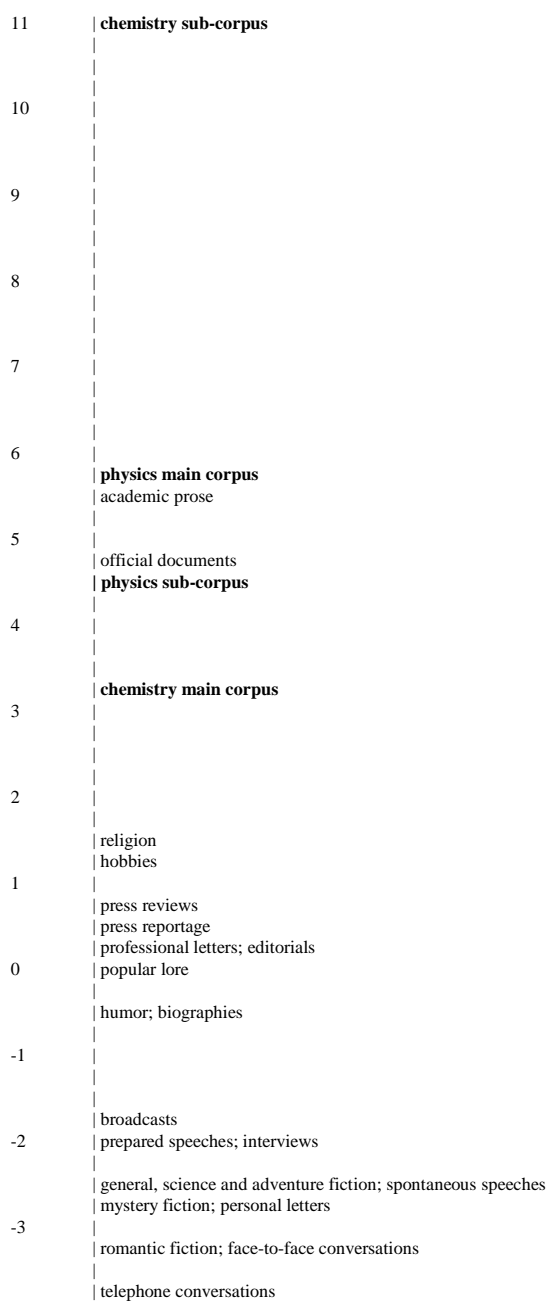 11 | chemistry sub-corpus
|
|
|
10 |
|
|
|
9 |
|
|
|
8 |
|
|
|
7 |
|
|
|
6 |
| physics main corpus
| academic prose
|
5 |
| official documents
| physics sub-corpus
|
4 |
|
|
| chemistry main corpus
3 |
|
|
|
2 |
|
| religion
| hobbies
1 |
| press reviews
| press reportage
| professional letters; editorials
0 | popular lore
|
| humor; biographies
|
-1 |
|
|
| broadcasts
-2 | prepared speeches; interviews
|
| general, science and adventure fiction; spontaneous speeches
| mystery fiction; personal letters
-3 |
| romantic fiction; face-to-face conversations
|
| telephone conversations